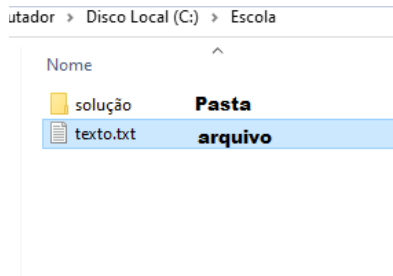 utador > Disco Local (C:) > Escola
Nome
solução Pasta
texto.txt arquivo